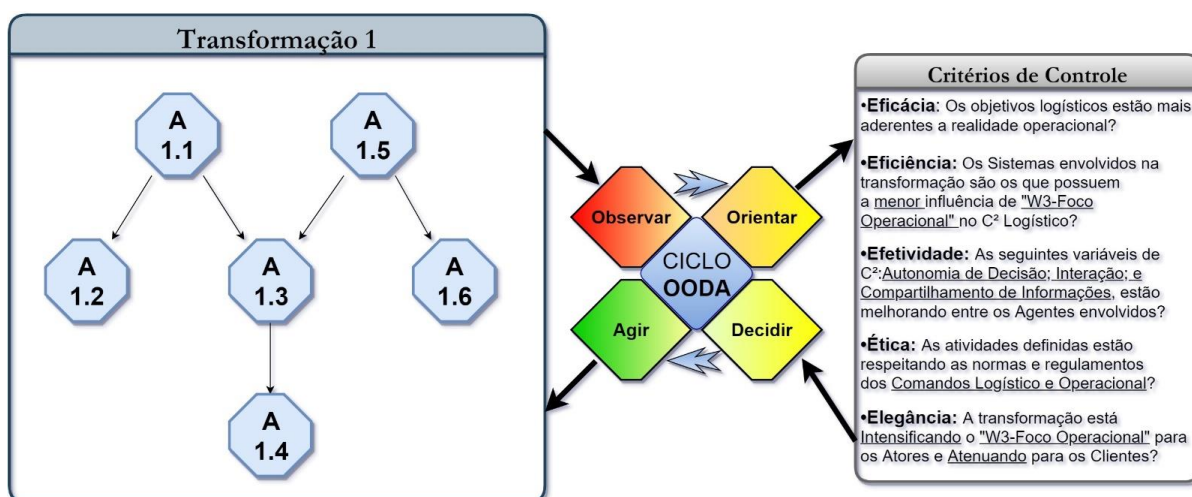 Transformação 1
A
1.1
A
1.5
A
1.2
A
1.3
A
1.6
A
1.4
Observar
Orientar
CICLO
OODA
Agir
Decidir
Critérios de Controle
•Eficácia: Os objetivos logísticos estão mais
aderentes a realidade operacional?
•Eficiência: Os Sistemas envolvidos na
transformação são os que possuem
a menor influência de "W3-Foco
Operacional" no C² Logístico?
•Efetividade: As seguintes variáveis de
C²:Autonomia de Decisão; Interação; e
Compartilhamento de Informações, estão
melhorando entre os Agentes envolvidos?
•Ética: As atividades definidas estão
respeitando as normas e regulamentos
dos Comandos Logístico e Operacional?
•Elegância: A transformação está
Intensificando o "W3-Foco Operacional" para
os Atores e Atenuando para os Clientes?